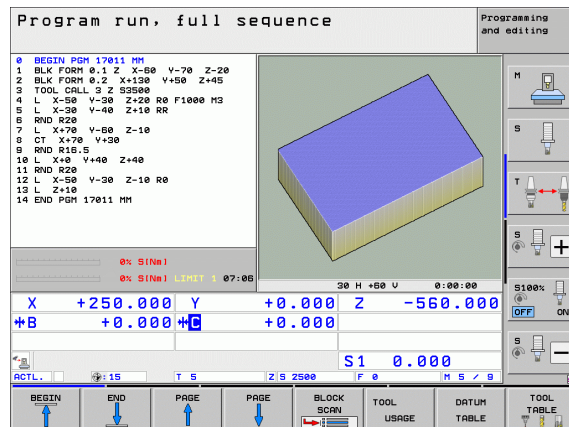 Program run, full sequence
Programming and editing
0 BEGIN PGM 17011 MM
1 BLK FORM 0.1 Z X-60 Y-70 Z-20
2 BLK FORM 0.2 X+130 Y+50 Z+45
3 TOOL CALL 3 Z S3500
4 L X-50 Y-30 Z+20 R0 F1000 M3
5 L X-30 Y-40 Z+10 RR
6 RND R20
7 L X+70 Y-60 Z-10
8 CT X+70 Y+30
9 RND R16.5
10 L X+0 Y+40 Z+40
11 RND R20
12 L X-50 Y-30 Z-10 R0
13 L Z+10
14 END PGM 17011 MM
0% S[Nm]
0% S[Nm] LIMIT 1 07:06
30 H +60 V 0:00:00
X +250.000 Y +0.000 Z -560.000
B +0.000 C +0.000
S1 0.000
ACTL. :15 T 5 Z S 2500 F 0 M 5 / 9
M
S
T
S +
S100%
OFF ON
S -
BEGIN
END
PAGE
PAGE
BLOCK SCAN
TOOL USAGE
DATUM TABLE
TOOL TABLE